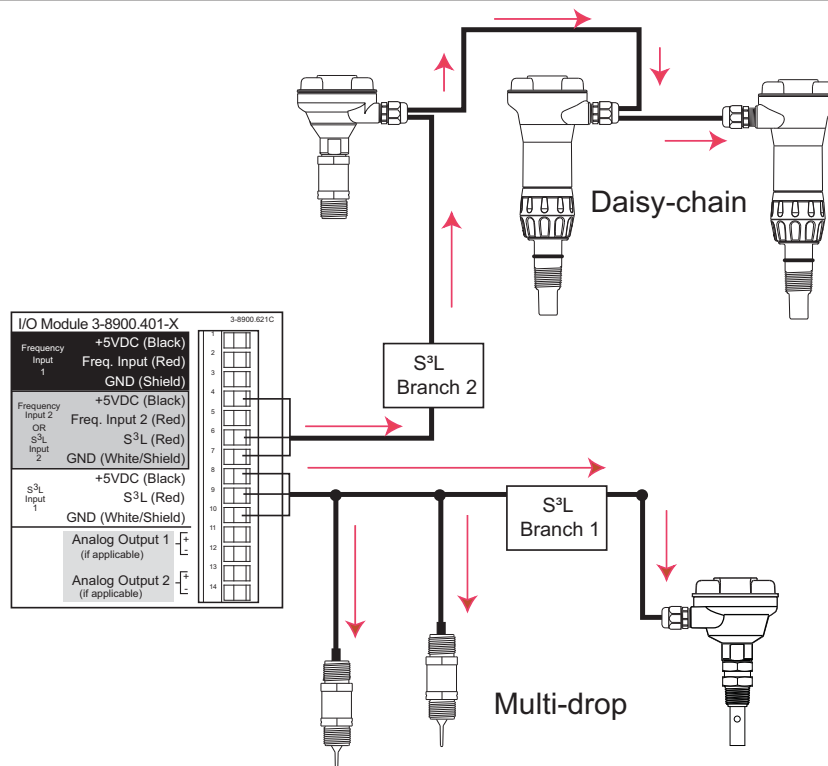 Daisy-chain
I/O Module 3-8900.401-X
3-8900.621C
Frequency
Input
1
+5VDC (Black)
Freq. Input (Red)
GND (Shield)
Frequency
Input 2
OR
S³L
Input
2
+5VDC (Black)
Freq. Input 2 (Red)
S³L (Red)
GND (White/Shield)
S³L
Input
1
+5VDC (Black)
S³L (Red)
GND (White/Shield)
Analog Output 1
(if applicable)
+
-
Analog Output 2
(if applicable)
+
-
1
2
3
4
5
6
7
8
9
10
11
12
13
14
S³L
Branch 2
S³L
Branch 1
Multi-drop